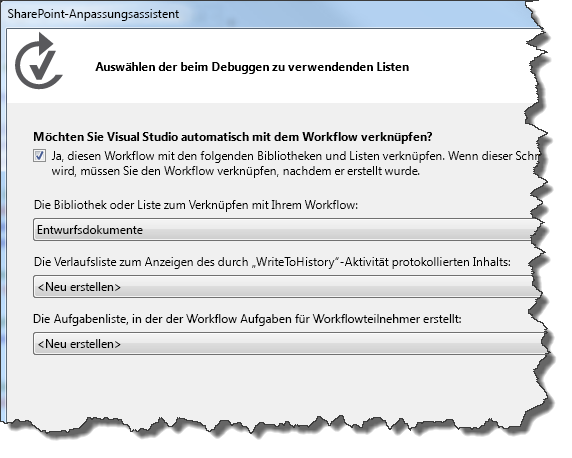 SharePoint-Anpassungsassistent
Auswählen der beim Debuggen zu verwendenden Listen
Möchten Sie Visual Studio automatisch mit dem Workflow verknüpfen?
Ja, diesen Workflow mit den folgenden Bibliotheken und Listen verknüpfen. Wenn dieser
wird, müssen Sie den Workflow verknüpfen, nachdem er erstellt wurde.
Die Bibliothek oder Liste zum Verknüpfen mit Ihrem Workflow:
Entwurfsdokumente
Die Verlaufsliste zum Anzeigen des durch „WriteToHistory“-Aktivität protokollierten Inhalts:
<Neu erstellen>
Die Aufgabenliste, in der der Workflow Aufgaben für Workflowteilnehmer erstellt:
<Neu erstellen>